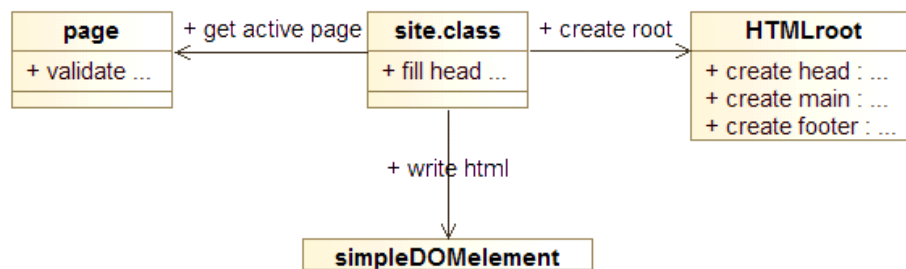 page
+ get active page
site.class
+ create root
HTMLroot
+ validate ...
+ fill head ...
+ create head : ...
+ create main : ...
+ create footer : ...
+ write html
simpleDOMelement